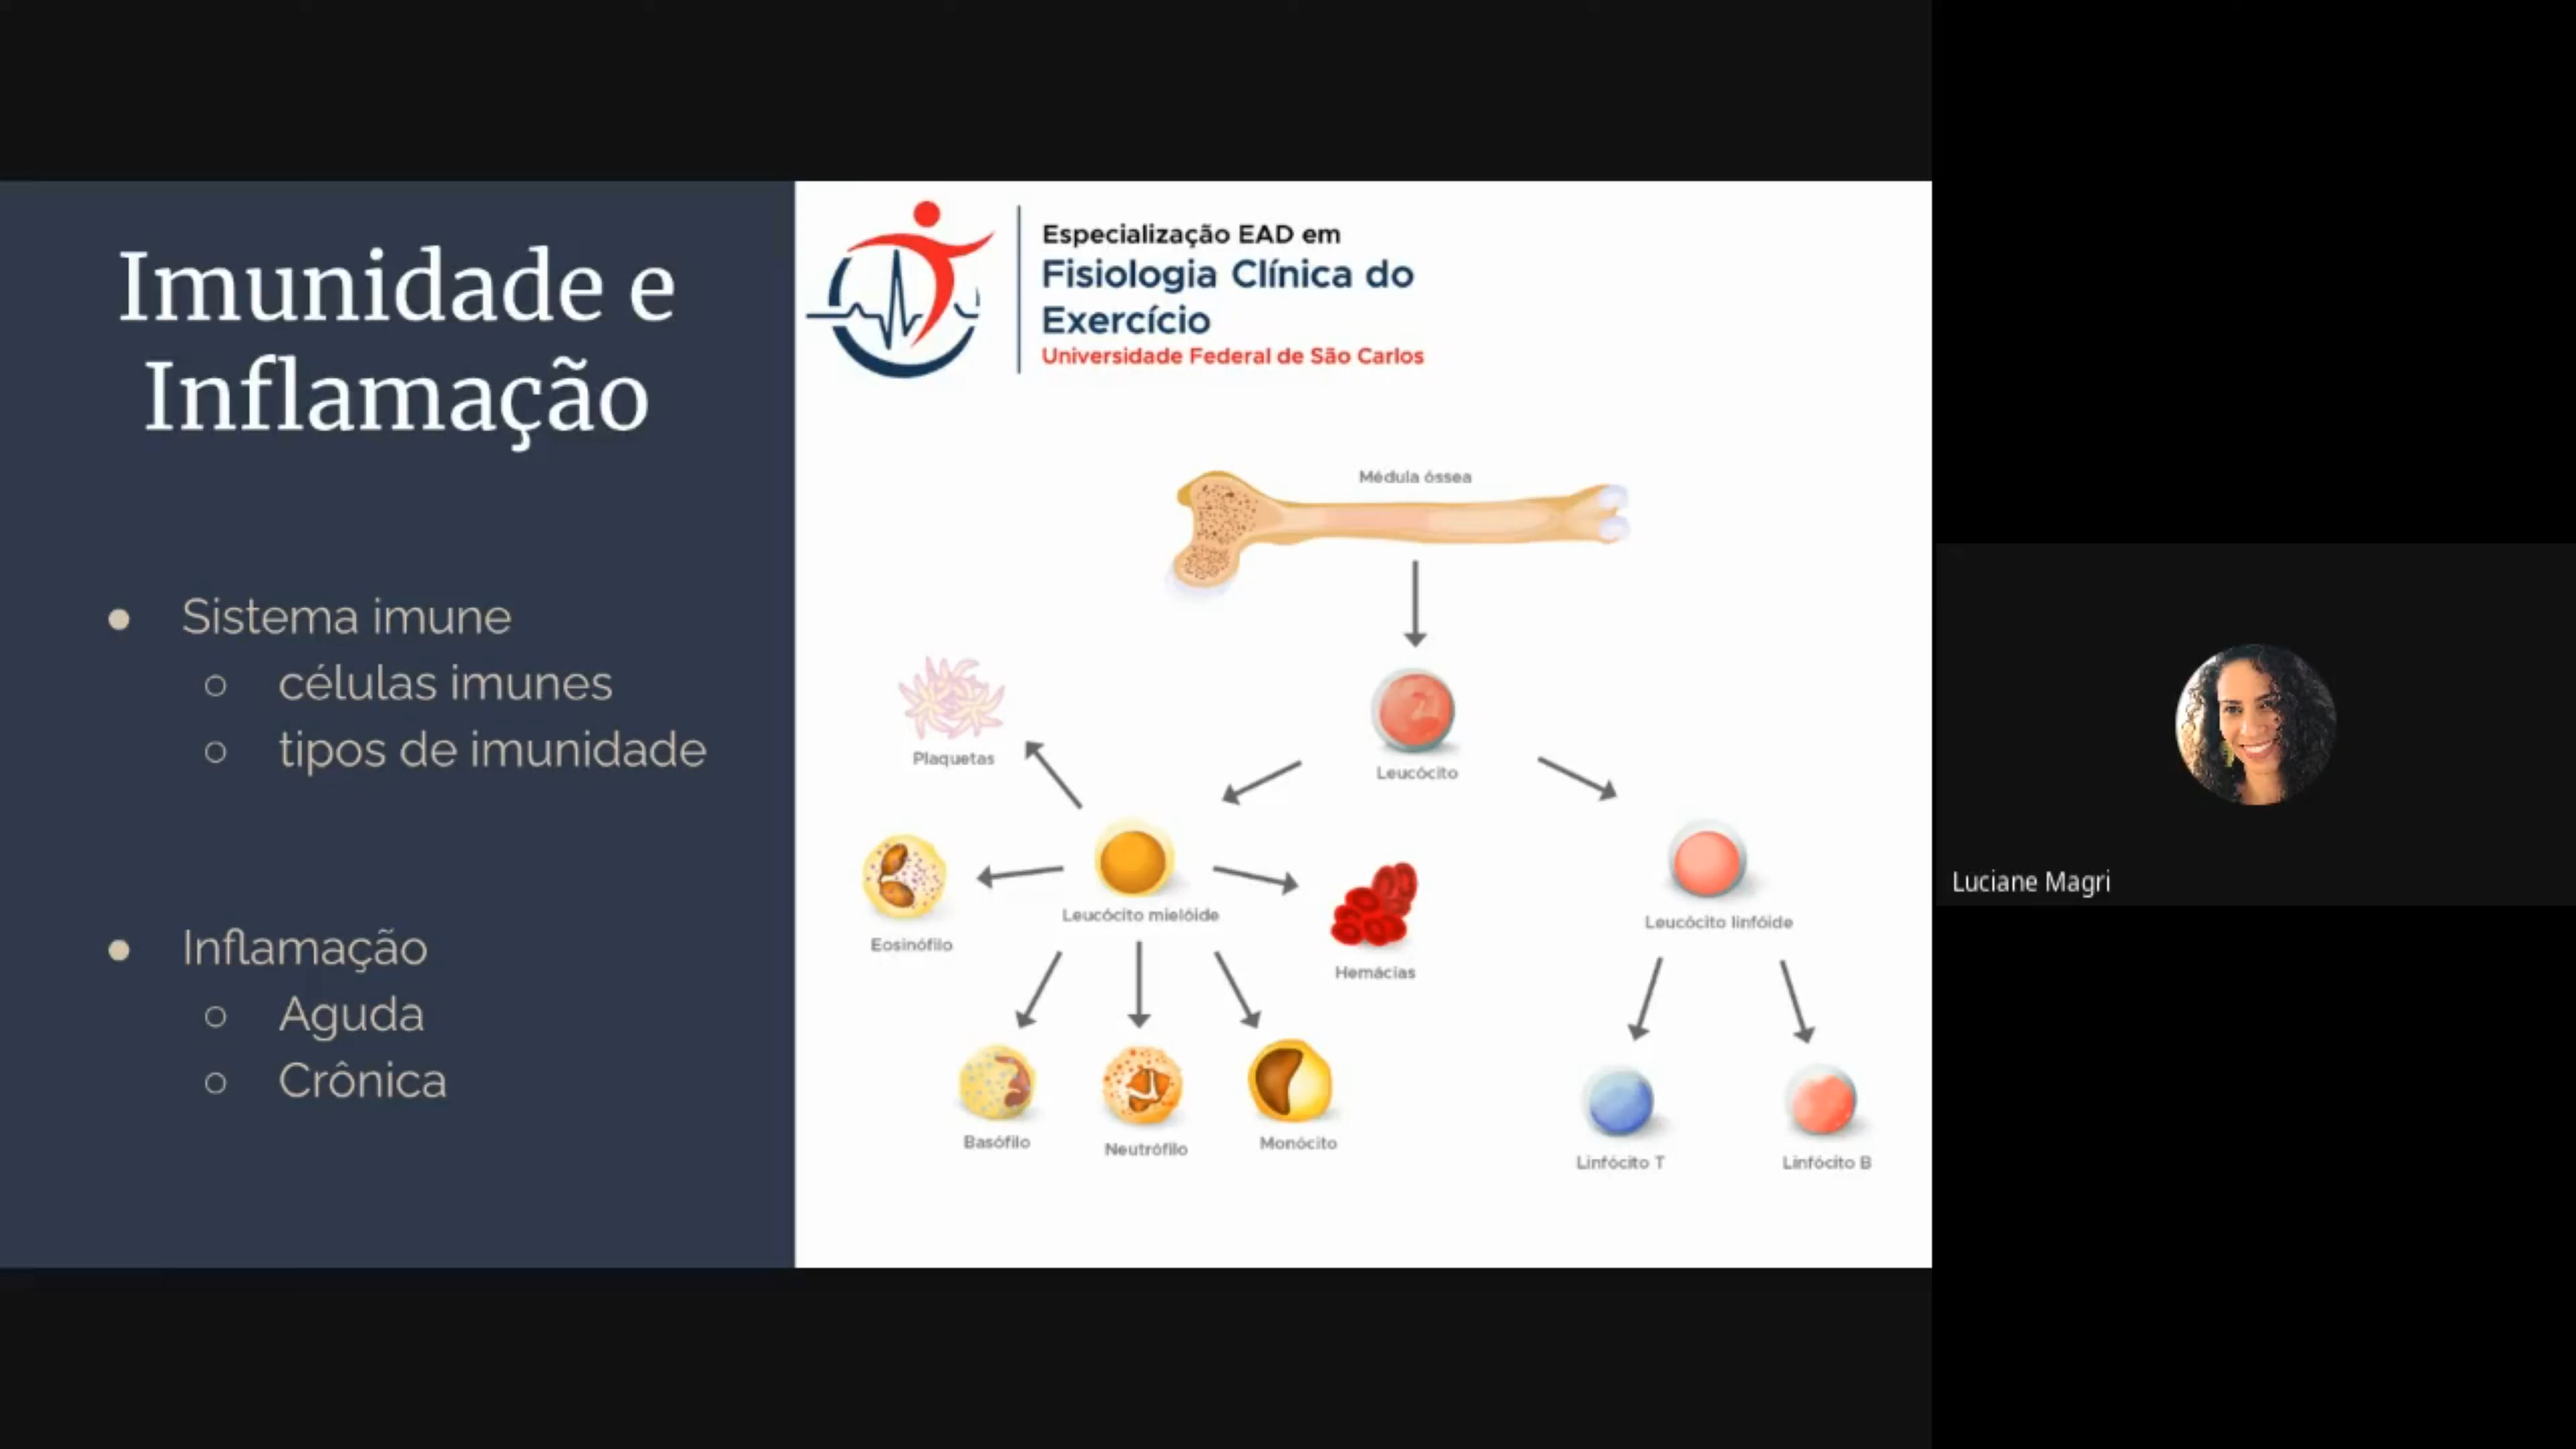 Imunidade e
Inflamação
● Sistema imune
○ células imunes
○ tipos de imunidade
● Inflamação
○ Aguda
○ Crônica
Especialização EAD em
Fisiologia Clínica do
Exercício
Universidade Federal de São Carlos
Médula óssea
Plaquetas
Leucócito
Leucócito mielóide
Leucócito linfóide
Eosinófilo
Hemácias
Basófilo
Neutrófilo
Monócito
Linfócito T
Linfócito B
Luciane Magri